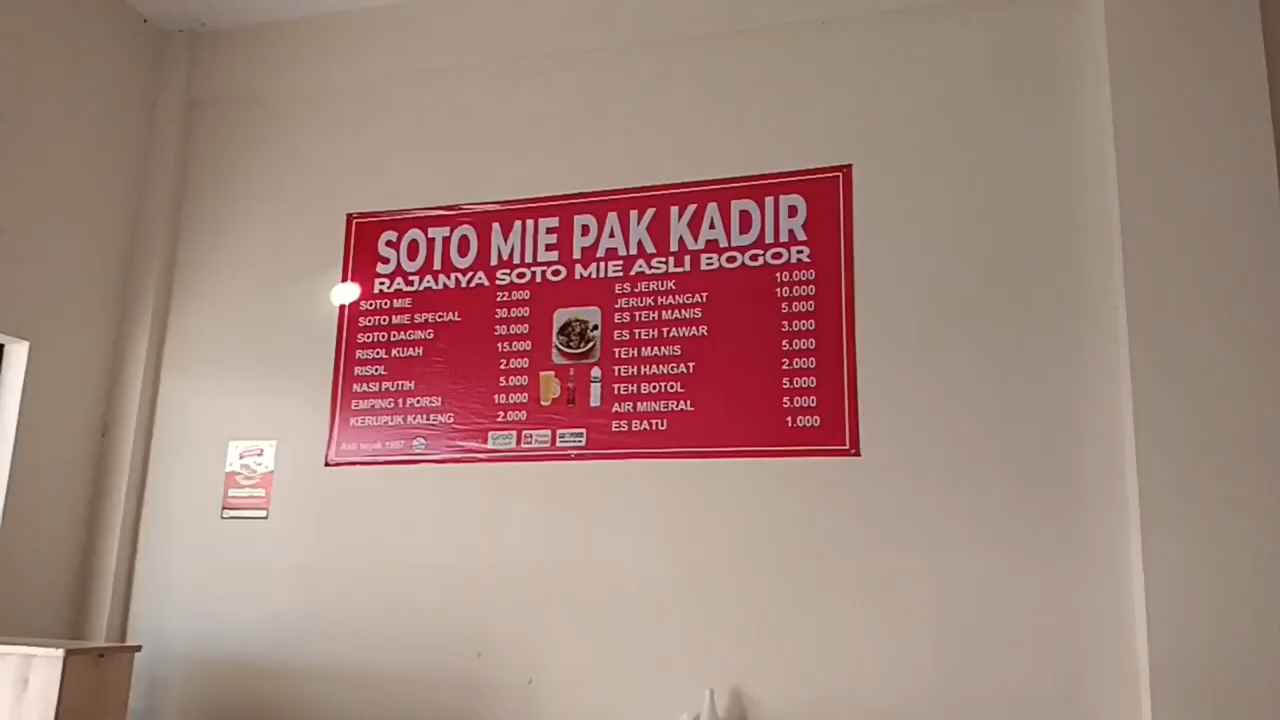 SOTO MIE PAK KADIR
RAJANYA SOTO MIE ASLI BOGOR
SOTO MIE 22.000
SOTO MIE SPECIAL 30.000
SOTO DAGING 30.000
RISOL KUAH 15.000
RISOL 2.000
NASI PUTIH 5.000
EMPING 1 PORSI 10.000
KERUPUK KALENG 2.000
ES JERUK 10.000
JERUK HANGAT 10.000
ES TEH MANIS 5.000
ES TEH TAWAR 3.000
TEH MANIS 5.000
TEH HANGAT 2.000
TEH BOTOL 5.000
AIR MINERAL 5.000
ES BATU 1.000
Asli sejak 1997
Grab